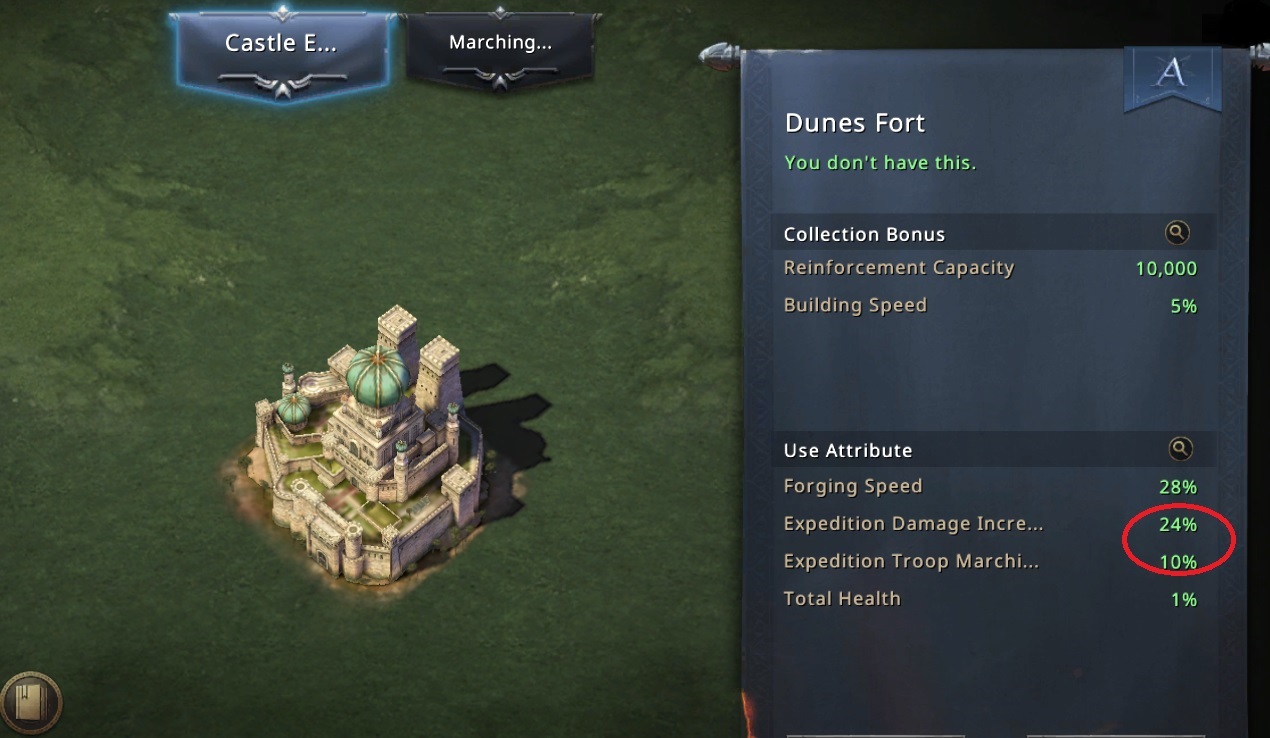 Castle E...
Marching...
A
Dunes Fort
You don't have this.
Collection Bonus
Reinforcement Capacity 10,000
Building Speed 5%
Use Attribute
Forging Speed 28%
Expedition Damage Incre... 24%
Expedition Troop Marchi... 10%
Total Health 1%